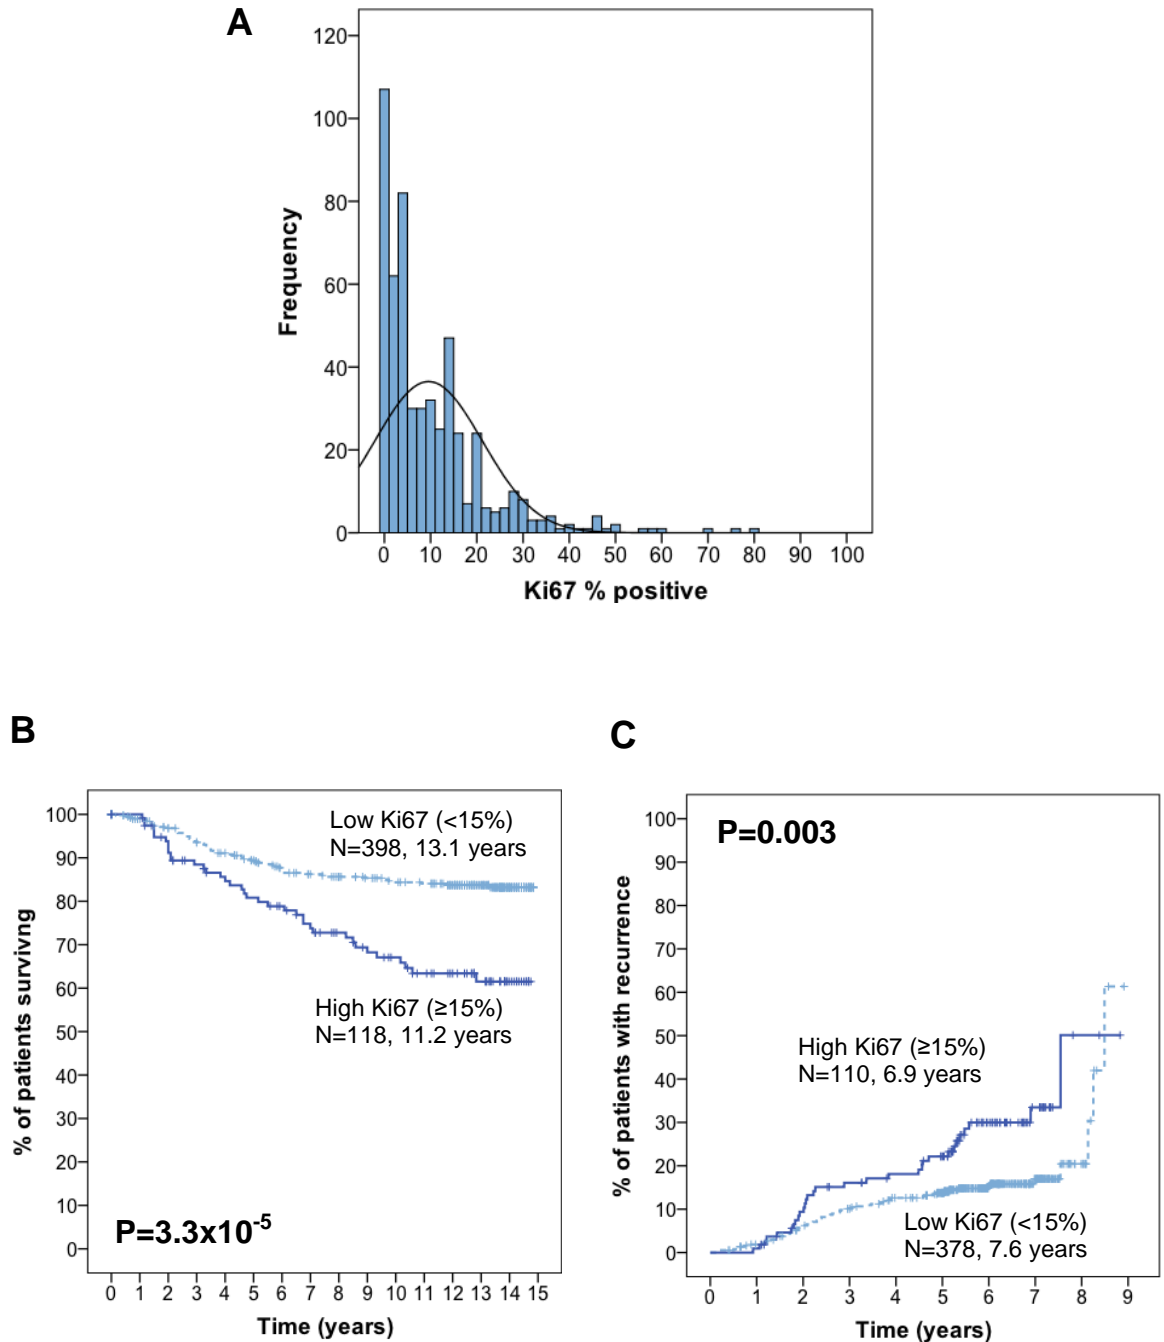 A
120
100
80
60
40
20
0
Frequency
0 10 20 30 40 50 60 70 80 90 100
Ki67 % positive
B
100
90
80
70
60
50
40
30
20
10
0
% of patients survivng
Low Ki67 (<15%)
N=398, 13.1 years
High Ki67 (≥15%)
N=118, 11.2 years
P=3.3x10⁻⁵
0 1 2 3 4 5 6 7 8 9 10 11 12 13 14 15
Time (years)
C
100
90
80
70
60
50
40
30
20
10
0
% of patients with recurrence
P=0.003
High Ki67 (≥15%)
N=110, 6.9 years
Low Ki67 (<15%)
N=378, 7.6 years
0 1 2 3 4 5 6 7 8 9
Time (years)